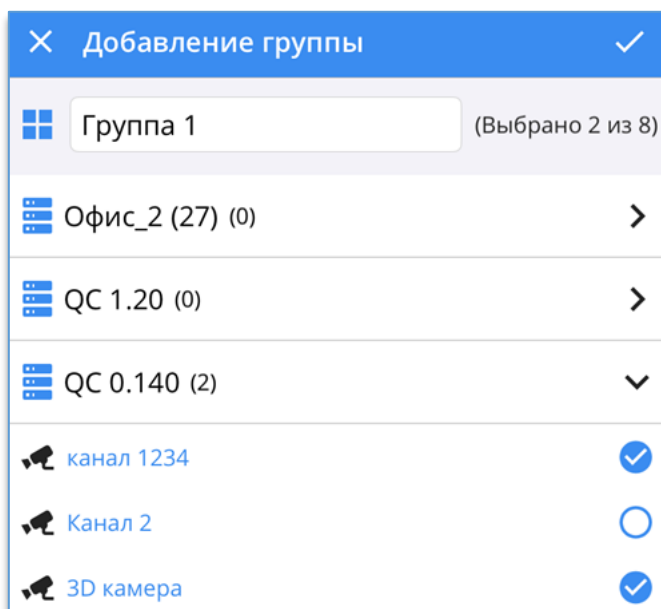 Добавление группы
Группа 1 (Выбрано 2 из 8)
Офис_2 (27) (0)
QC 1.20 (0)
QC 0.140 (2)
канал 1234
Канал 2
3D камера